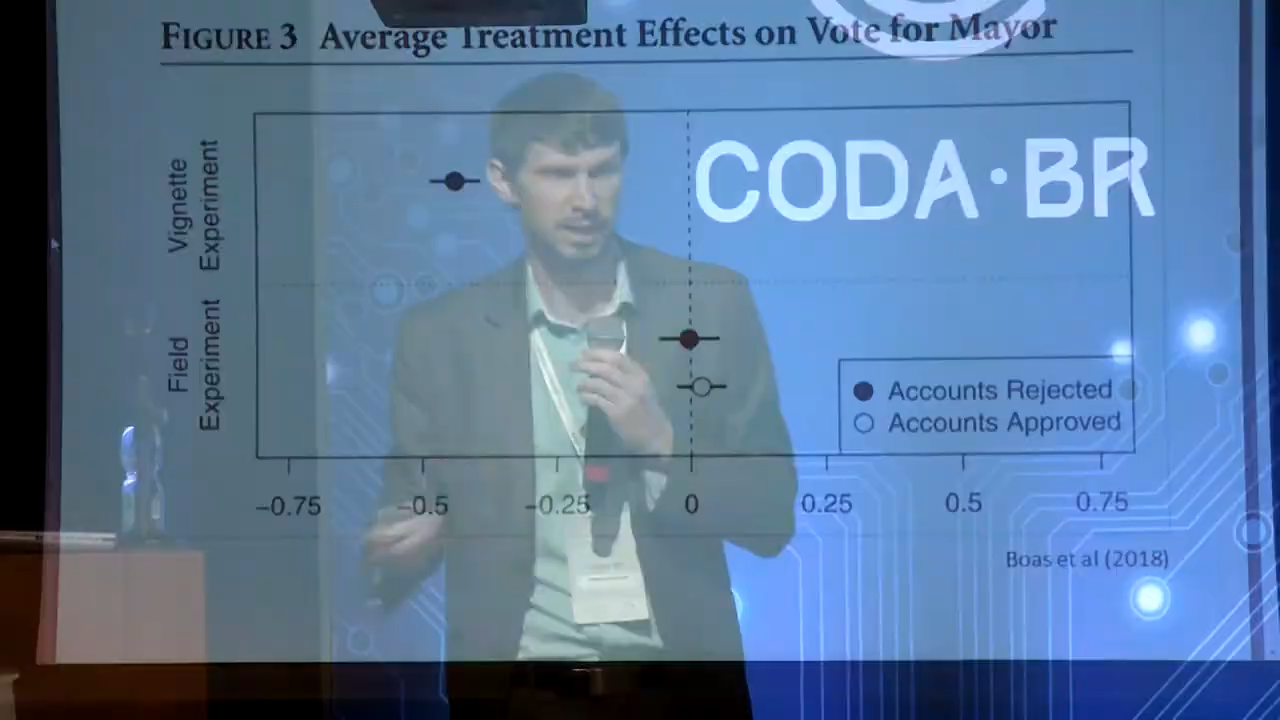 FIGURE 3 Average Treatment Effects on Vote for Mayor
CODA·BR
Vignette
Experiment
Field
Experiment
Accounts Rejected
Accounts Approved
−0.75
−0.5
−0.25
0
0.25
0.5
0.75
Boas et al (2018)